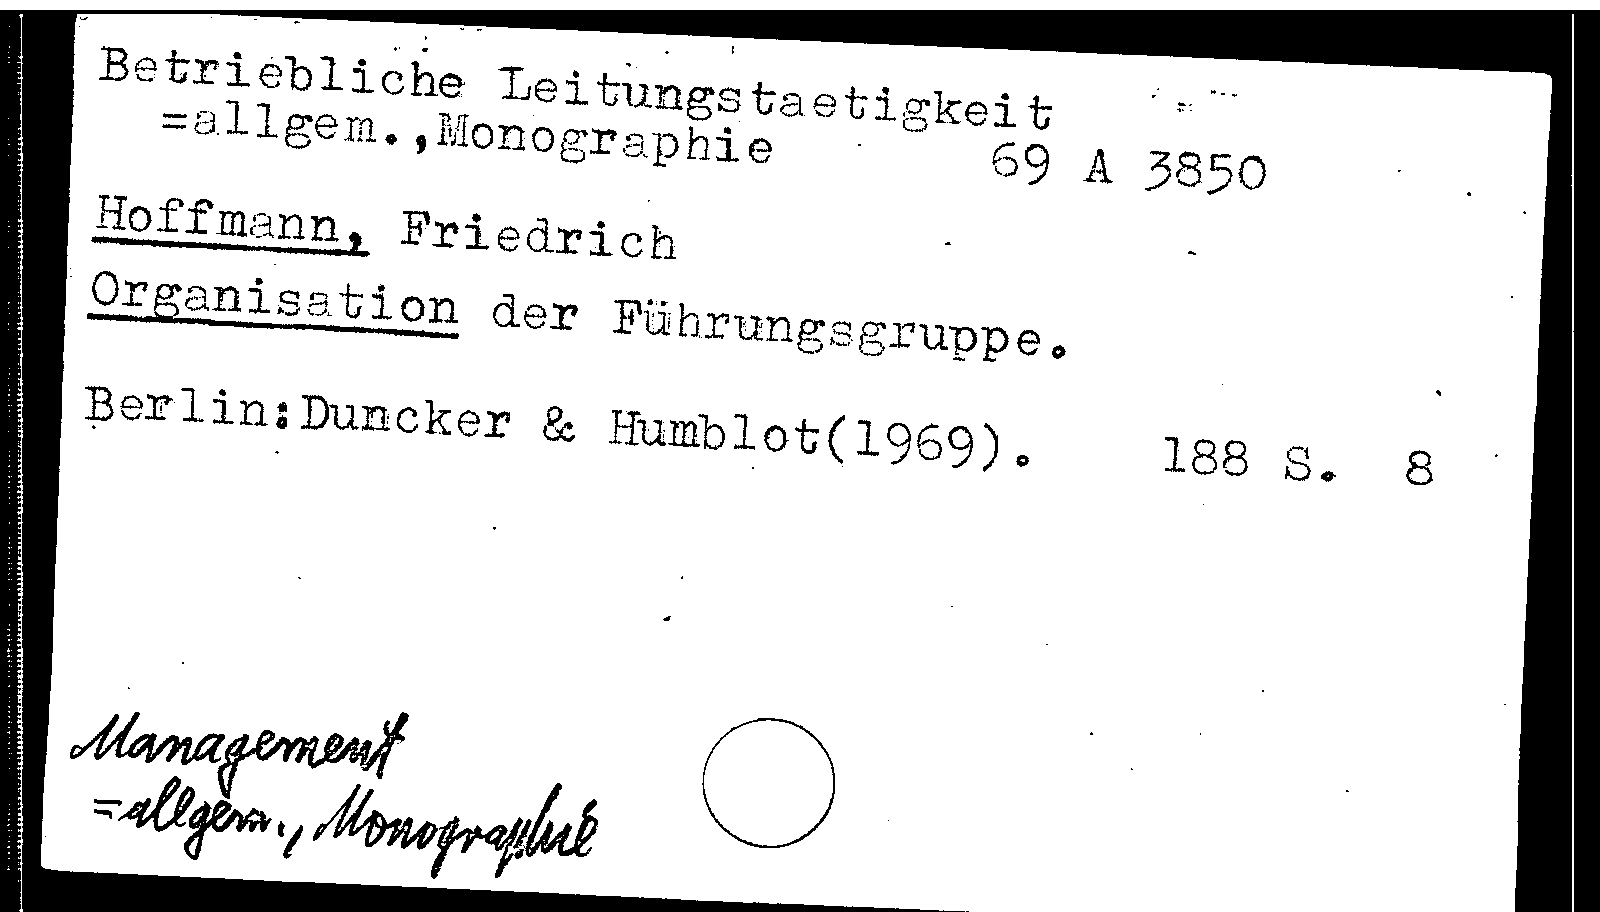 Betriebliche Leitungstaetigkeit
=allgem.,Monographie 69 A 3850
Hoffmann, Friedrich
Organisation der Führungsgruppe.
Berlin:Duncker & Humblot(1969). 188 S. 8
Management
=allgem., Monographie